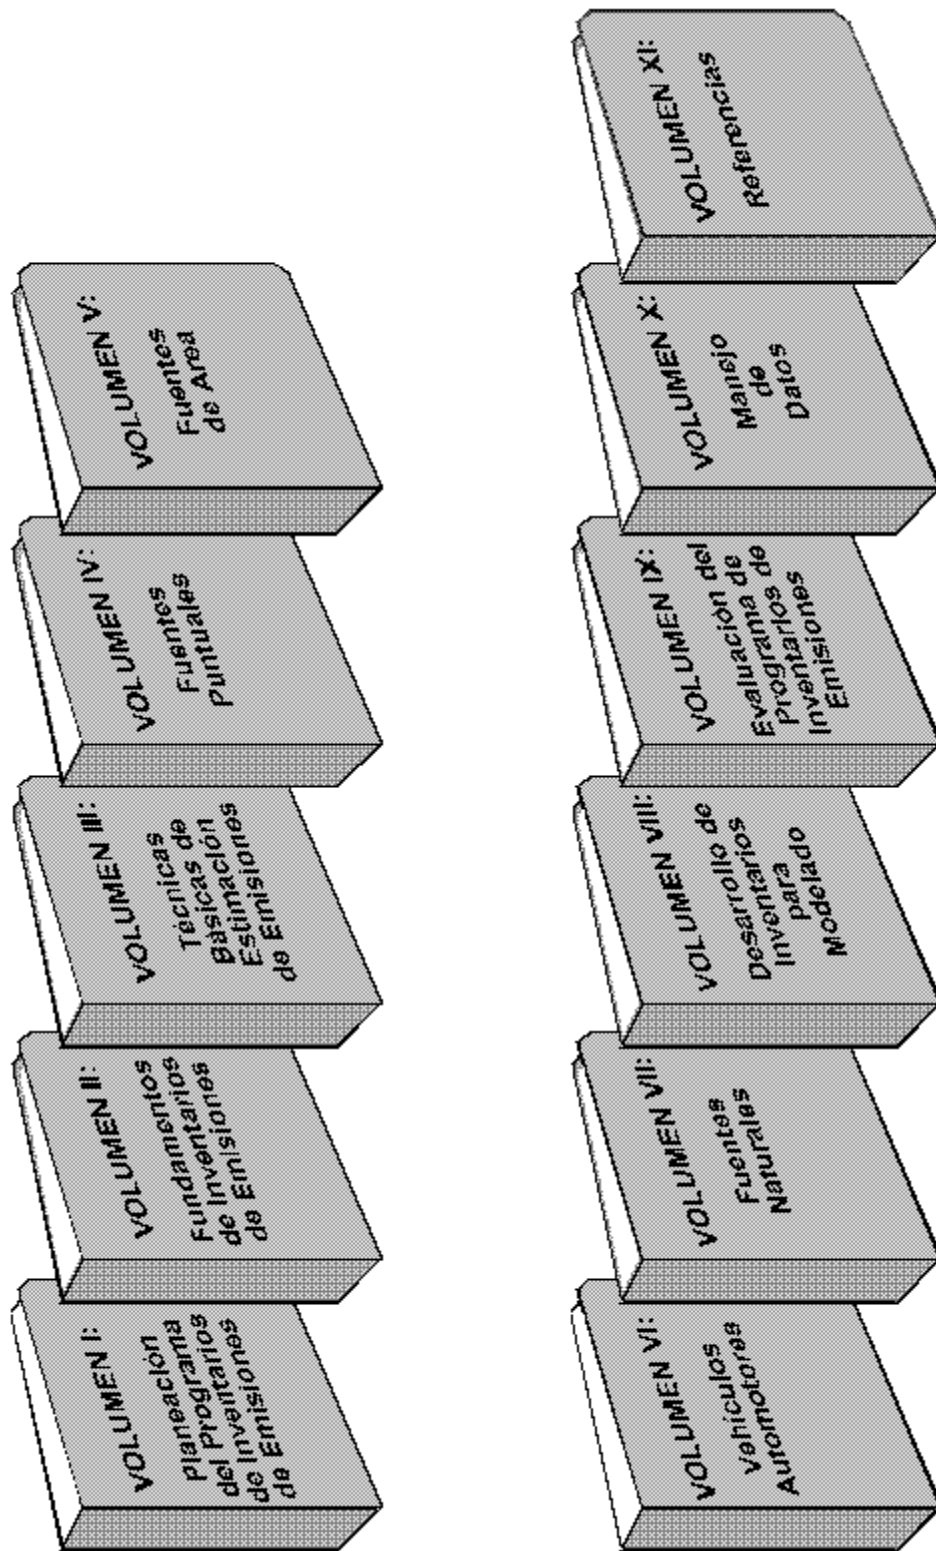 VOLUMEN I:
Planeación
del Programa
de Inventarios
de Emisiones
VOLUMEN II:
Fundamentos
de Inventarios
de Emisiones
VOLUMEN III:
Técnicas
Básicas de
Estimación
de Emisiones
VOLUMEN IV:
Fuentes
Puntuales
VOLUMEN V:
Fuentes
de Area
VOLUMEN VI:
Vehículos
Automotores
VOLUMEN VII:
Fuentes
Naturales
VOLUMEN VIII:
Desarrollo de
Inventarios
para
Modelado
VOLUMEN IX:
Evaluación del
Programa de
Inventarios de
Emisiones
VOLUMEN X:
Manejo
de
Datos
VOLUMEN XI:
Referencias